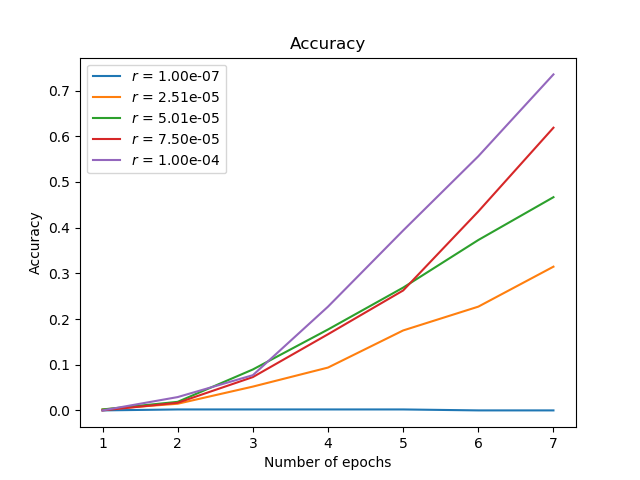 Accuracy
r = 1.00e-07
r = 2.51e-05
r = 5.01e-05
r = 7.50e-05
r = 1.00e-04
0.7
0.6
0.5
0.4
0.3
0.2
0.1
0.0
Accuracy
1 2 3 4 5 6 7
Number of epochs